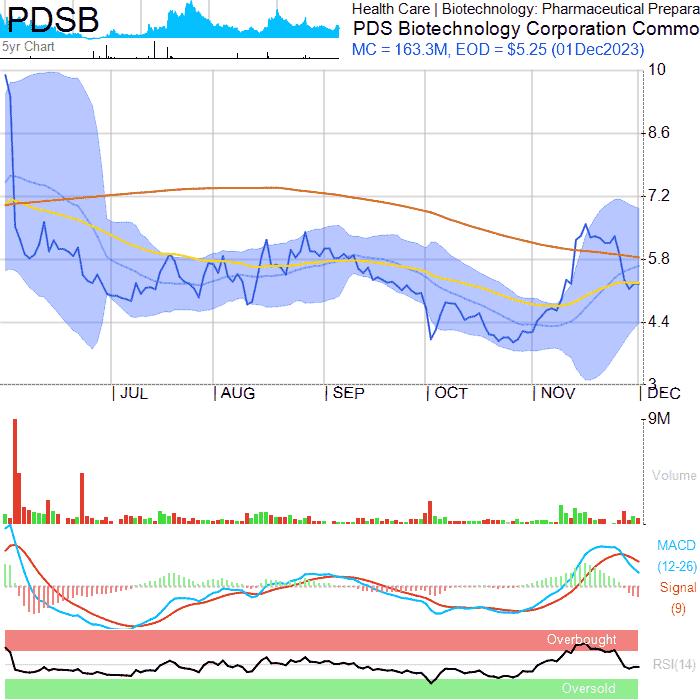 PDSB
5yr Chart
Health Care | Biotechnology: Pharmaceutical Prepara
PDS Biotechnology Corporation Commo
MC = 163.3M, EOD = $5.25 (01Dec2023)
10
8.6
7.2
5.8
4.4
3
JUL AUG SEP OCT NOV DEC
9M
Volume
MACD
(12-26)
Signal
(9)
Overbought
RSI(14)
Oversold